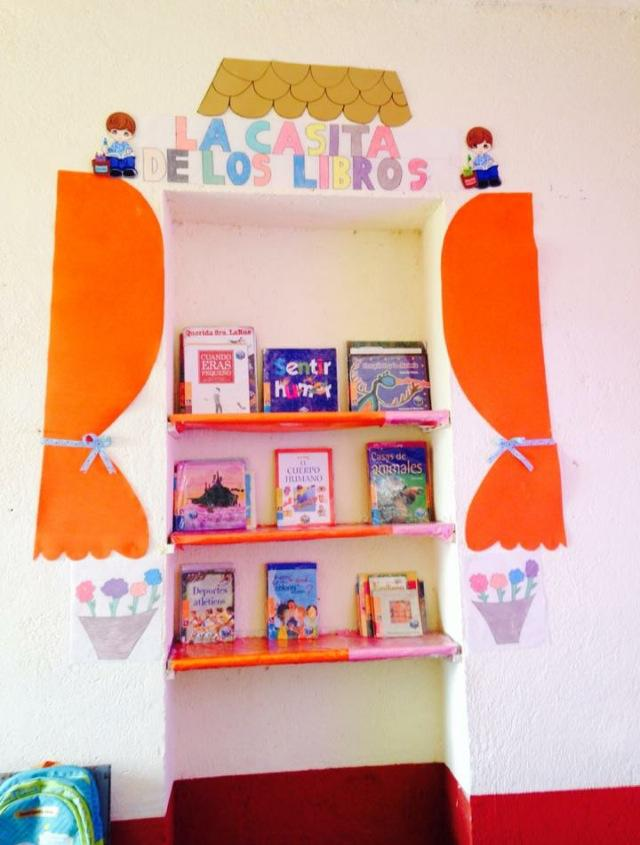 LA CASITA
DE LOS LIBROS
Querida Sra. LaRue
CUANDO
ERAS
PEQUEÑO
Sentir
humor
EL
CUERPO
HUMANO
Casas de
animales
Deportes
atléticos